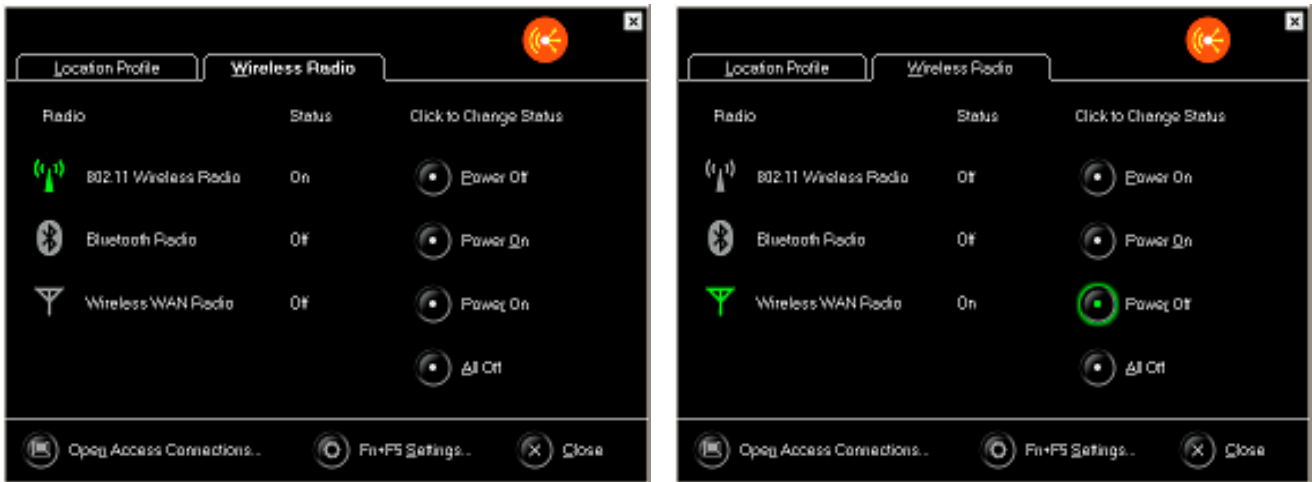 Location Profile
Wireless Radio
Radio Status Click to Change Status
802.11 Wireless Radio On Power Off
Bluetooth Radio Off Power On
Wireless WAN Radio Off Power On
All Off
Open Access Connections... Fn+F5 Settings... Close
Location Profile
Wireless Radio
Radio Status Click to Change Status
802.11 Wireless Radio Off Power On
Bluetooth Radio Off Power On
Wireless WAN Radio On Power Off
All Off
Open Access Connections... Fn+F5 Settings... Close